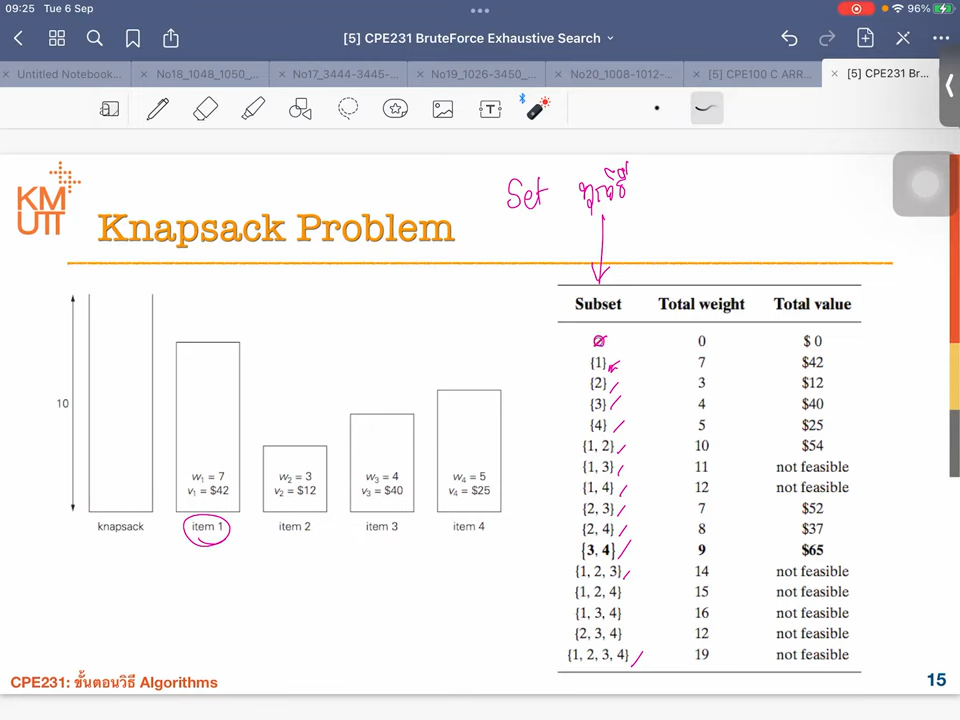 09:25 Tue 6 Sep
96%
[5] CPE231 BruteForce Exhaustive Search
Untitled Notebook...
No18_1048_1050_...
No17_3444-3445-...
No19_1026-3450_...
No20_1008-1012-...
[5] CPE100 C ARR...
[5] CPE231 Br...
KM
UTT
Knapsack Problem
Set
10
w1 = 7
v1 = $42
w2 = 3
v2 = $12
w3 = 4
v3 = $40
w4 = 5
v4 = $25
knapsack
item 1
item 2
item 3
item 4
Subset Total weight Total value
∅ 0 $ 0
{1} 7 $42
{2} 3 $12
{3} 4 $40
{4} 5 $25
{1, 2} 10 $54
{1, 3} 11 not feasible
{1, 4} 12 not feasible
{2, 3} 7 $52
{2, 4} 8 $37
{3, 4} 9 $65
{1, 2, 3} 14 not feasible
{1, 2, 4} 15 not feasible
{1, 3, 4} 16 not feasible
{2, 3, 4} 12 not feasible
{1, 2, 3, 4} 19 not feasible
CPE231: ขั้นตอนวิธี Algorithms
15